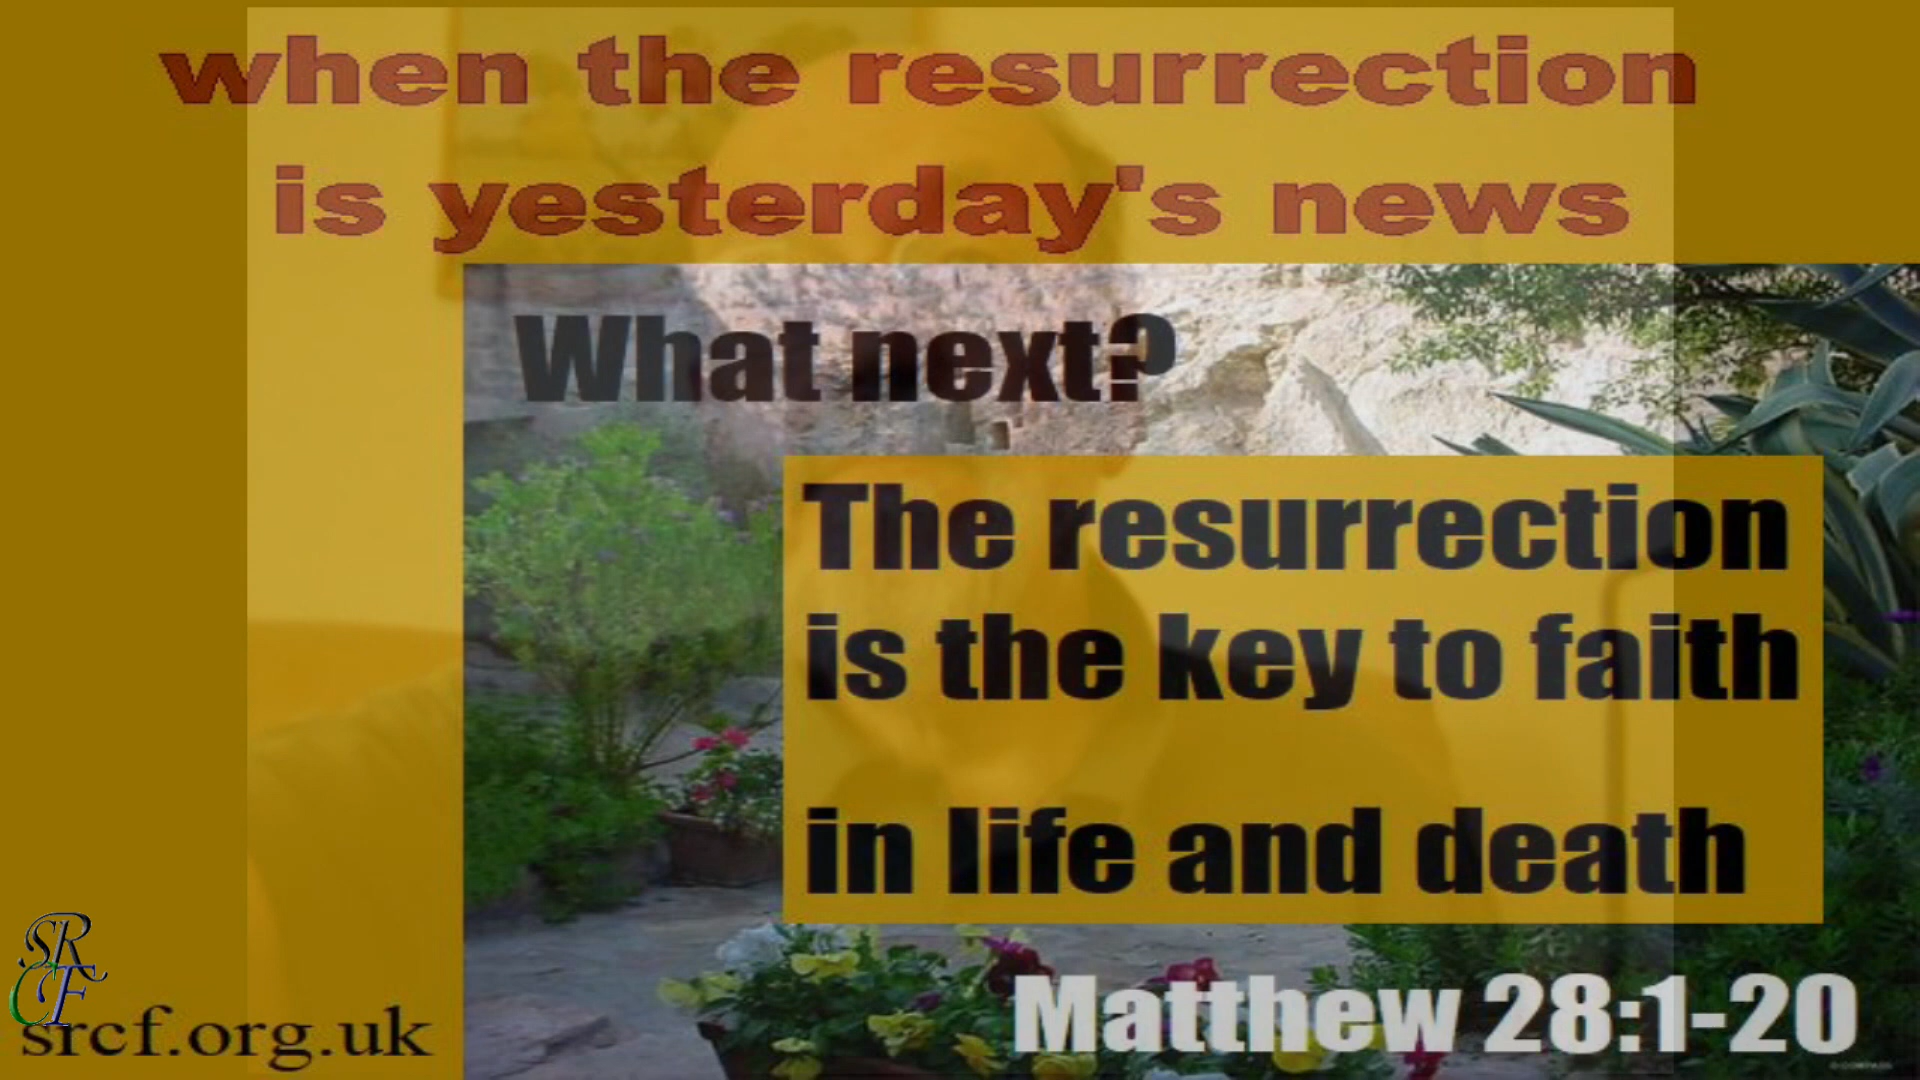 when the resurrection
is yesterday's news
What next?
The resurrection
is the key to faith
in life and death
Matthew 28:1-20
SR
CF
srcf.org.uk